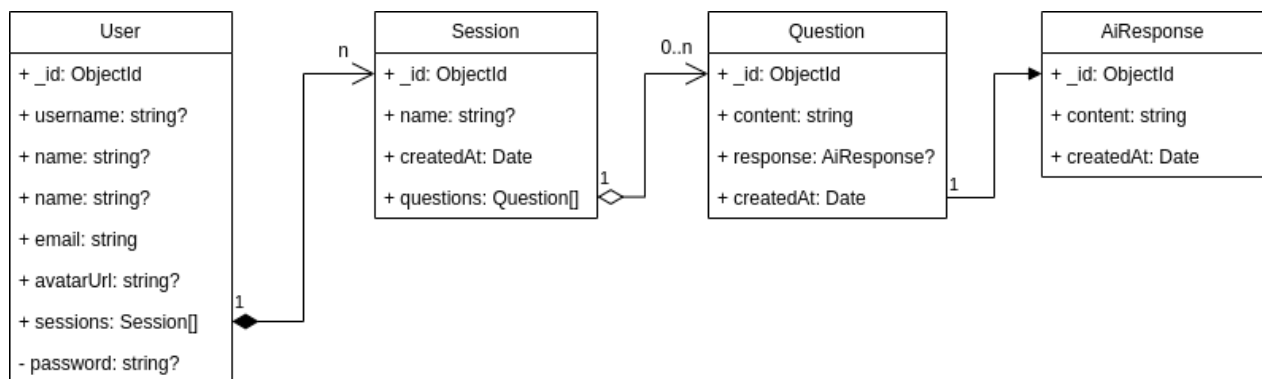 User
+ _id: ObjectId
+ username: string?
+ name: string?
+ name: string?
+ email: string
+ avatarUrl: string?
+ sessions: Session[]
- password: string?
1
n
Session
+ _id: ObjectId
+ name: string?
+ createdAt: Date
+ questions: Question[]
1
0..n
Question
+ _id: ObjectId
+ content: string
+ response: AiResponse?
+ createdAt: Date
1
AiResponse
+ _id: ObjectId
+ content: string
+ createdAt: Date